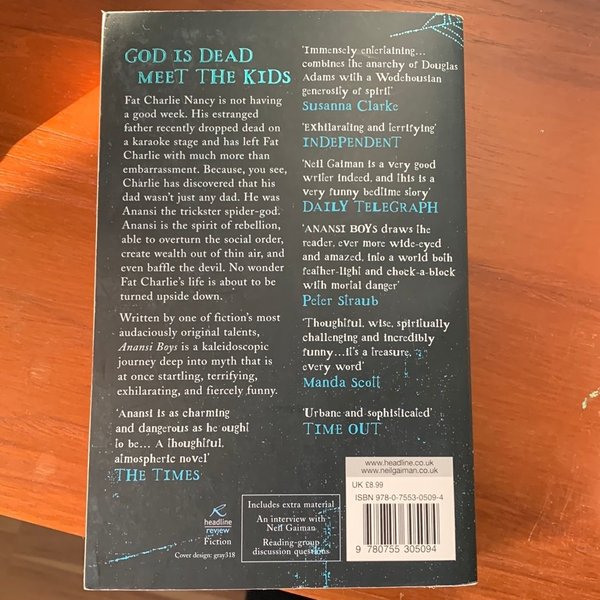 GOD IS DEAD
MEET THE KIDS
Fat Charlie Nancy is not having
a good week. His estranged
father recently dropped dead on
a karaoke stage and has left Fat
Charlie with much more than
embarrassment. Because, you see,
Charlie has discovered that his
dad wasn't just any dad. He was
Anansi the trickster spider-god.
Anansi is the spirit of rebellion,
able to overturn the social order,
create wealth out of thin air, and
even baffle the devil. No wonder
Fat Charlie's life is about to be
turned upside down.
Written by one of fiction's most
audaciously original talents,
Anansi Boys is a kaleidoscopic
journey deep into myth that is
at once startling, terrifying,
exhilarating, and fiercely funny.
'Anansi is as charming
and dangerous as he ought
to be... A thoughtful,
atmospheric novel'
THE TIMES
'Immensely entertaining...
combines the anarchy of Douglas
Adams with a Wodehousian
generosity of spirit'
Susanna Clarke
'Exhilarating and terrifying'
INDEPENDENT
'Neil Gaiman is a very good
writer indeed, and this is a
very funny bedtime story'
DAILY TELEGRAPH
'ANANSI BOYS draws the
reader, ever more wide-eyed
and amazed, into a world both
feather-light and chock-a-block
with mortal danger'
Peter Straub
'Thoughtful, wise, spiritually
challenging and incredibly
funny...it's a treasure,
every word'
Manda Scott
'Urbane and sophisticated'
TIME OUT
headline
review
Fiction
Cover design: gray318
Includes extra material
An interview with
Neil Gaiman
Reading-group
discussion questions
www.headline.co.uk
www.neilgaiman.co.uk
UK £8.99
ISBN 978-0-7553-0509-4
9 780755 305094